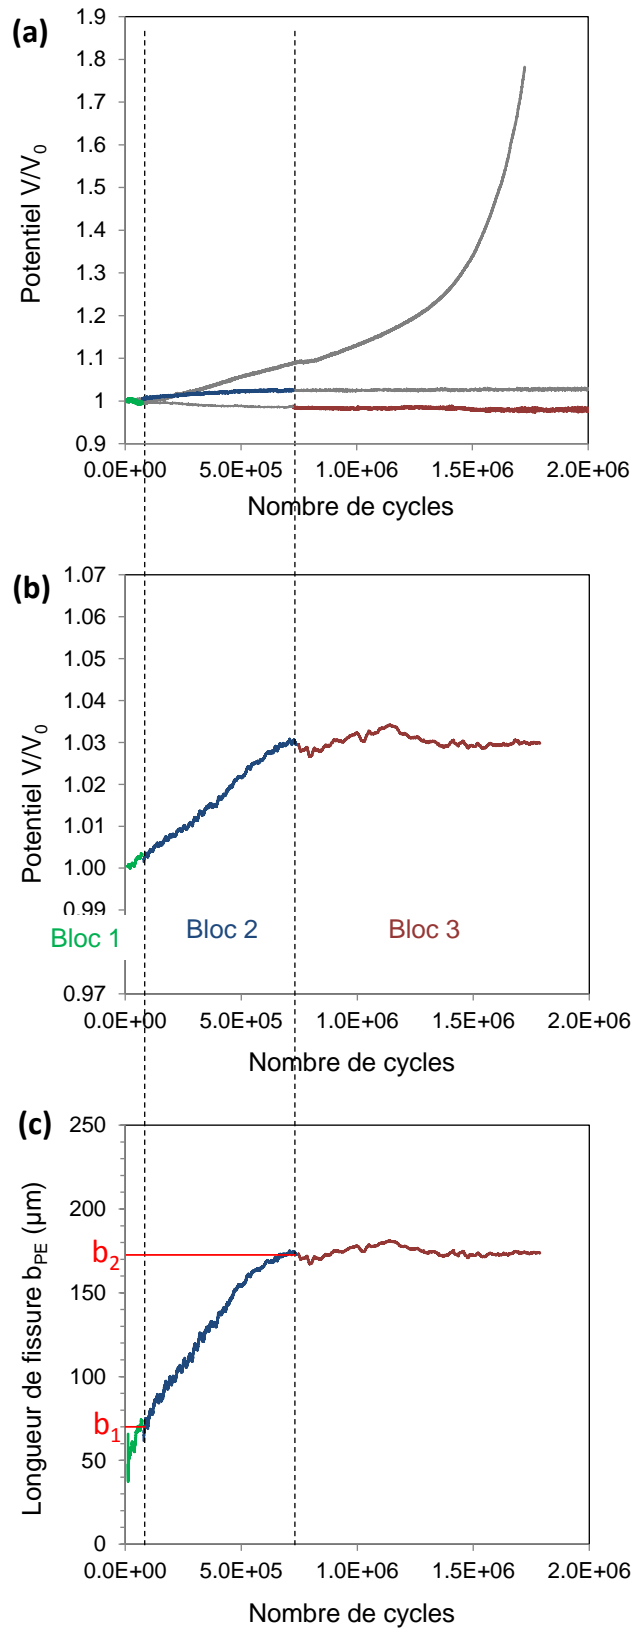 (a)
Potentiel V/V0
1.9
1.8
1.7
1.6
1.5
1.4
1.3
1.2
1.1
1
0.9
0.0E+00 5.0E+05 1.0E+06 1.5E+06 2.0E+06
Nombre de cycles
(b)
Potentiel V/V0
1.07
1.06
1.05
1.04
1.03
1.02
1.01
1.00
0.99
Bloc 1 Bloc 2 Bloc 3
0.97
0.0E+00 5.0E+05 1.0E+06 1.5E+06 2.0E+06
Nombre de cycles
(c)
Longueur de fissure bPE (µm)
250
200
b2
150
100
b1
50
0
0.0E+00 5.0E+05 1.0E+06 1.5E+06 2.0E+06
Nombre de cycles